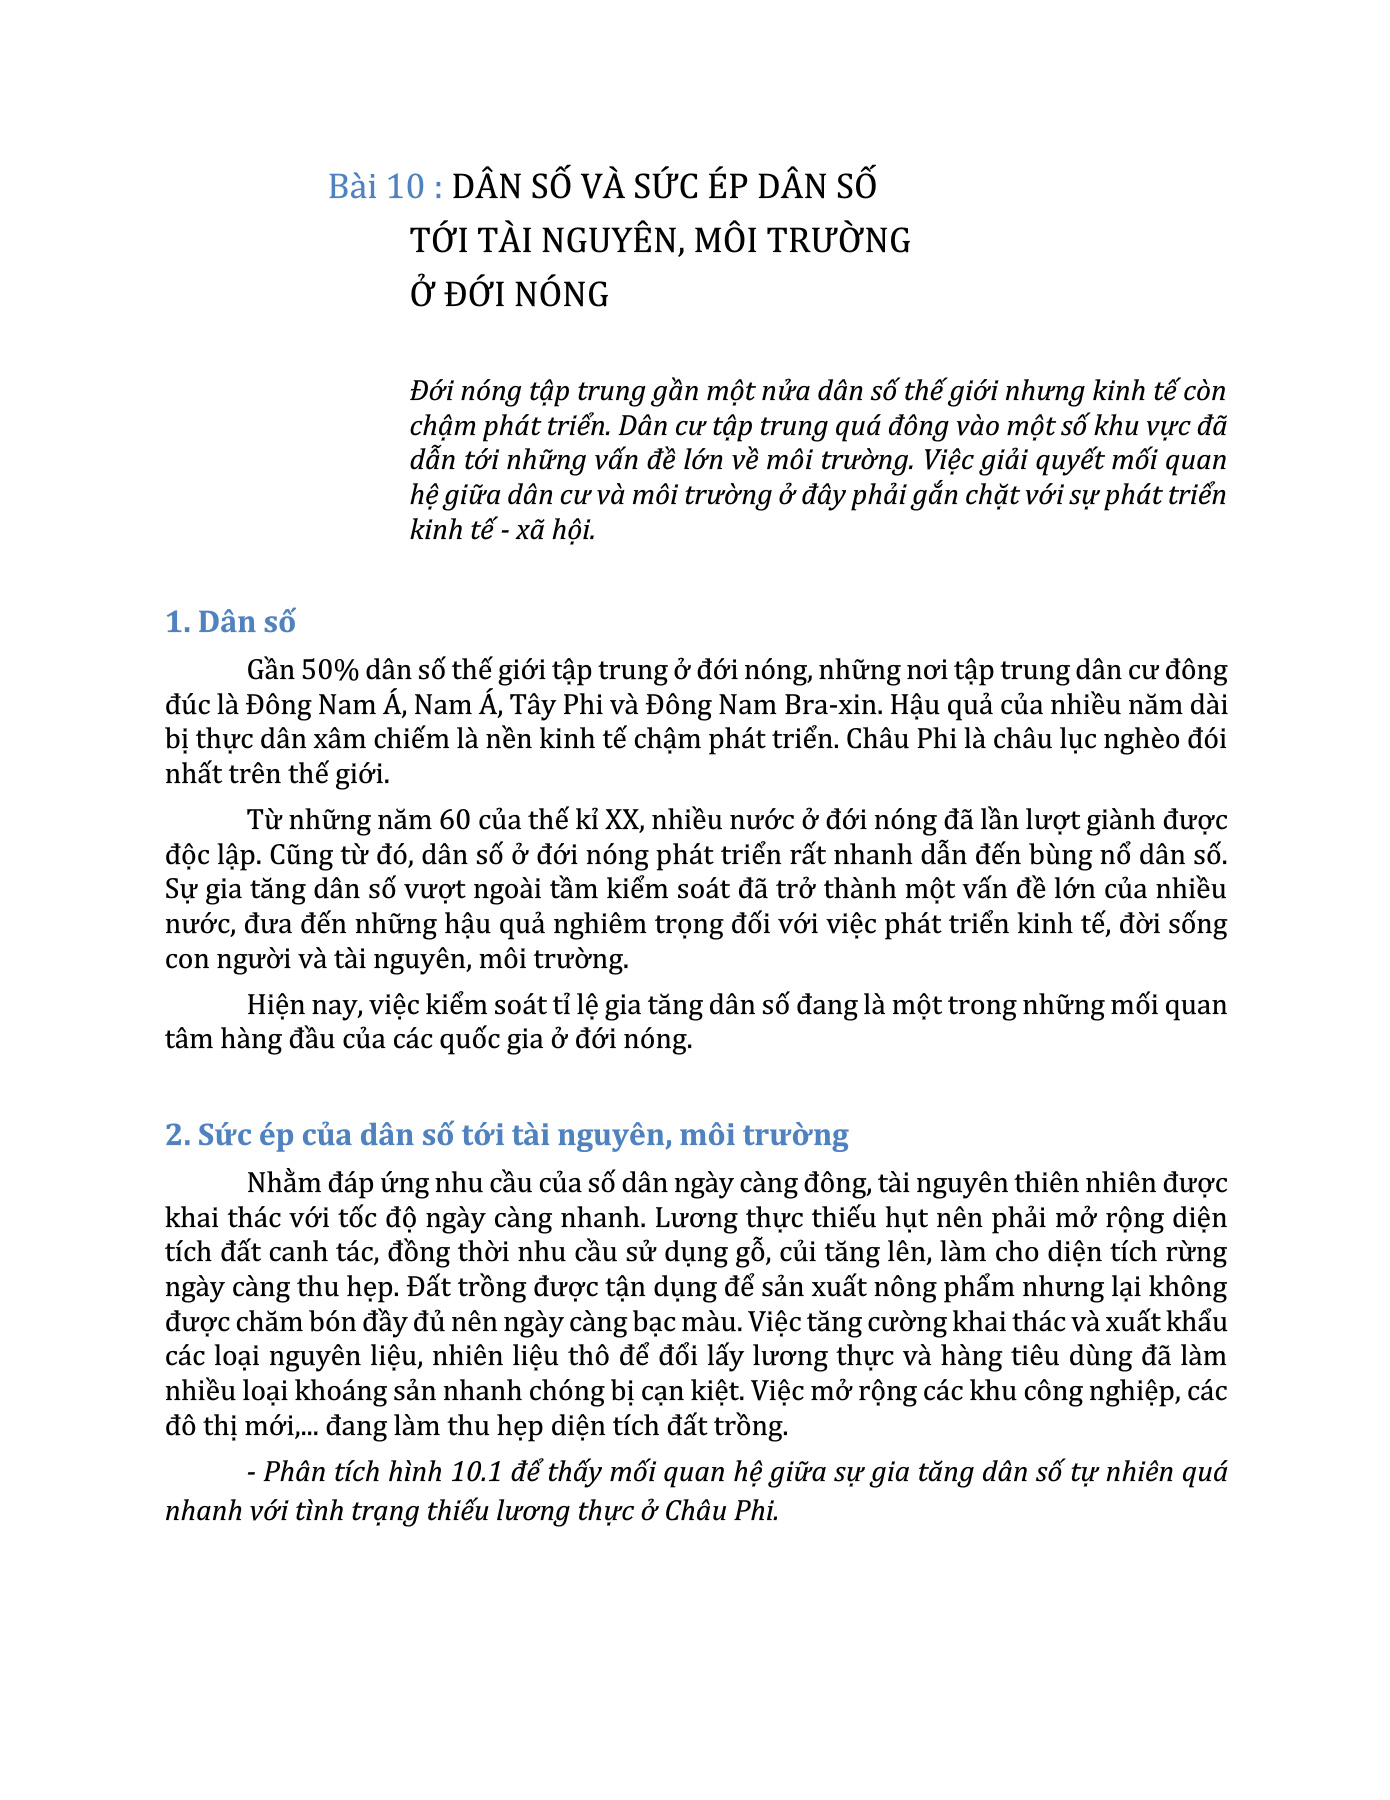 Bài 10 : DÂN SỐ VÀ SỨC ÉP DÂN SỐ
TỚI TÀI NGUYÊN, MÔI TRƯỜNG
Ở ĐỚI NÓNG
Đới nóng tập trung gần một nửa dân số thế giới nhưng kinh tế còn
chậm phát triển. Dân cư tập trung quá đông vào một số khu vực đã
dẫn tới những vấn đề lớn về môi trường. Việc giải quyết mối quan
hệ giữa dân cư và môi trường ở đây phải gắn chặt với sự phát triển
kinh tế - xã hội.
1. Dân số
Gần 50% dân số thế giới tập trung ở đới nóng, những nơi tập trung dân cư đông
đúc là Đông Nam Á, Nam Á, Tây Phi và Đông Nam Bra-xin. Hậu quả của nhiều năm dài
bị thực dân xâm chiếm là nền kinh tế chậm phát triển. Châu Phi là châu lục nghèo đói
nhất trên thế giới.
Từ những năm 60 của thế kỉ XX, nhiều nước ở đới nóng đã lần lượt giành được
độc lập. Cũng từ đó, dân số ở đới nóng phát triển rất nhanh dẫn đến bùng nổ dân số.
Sự gia tăng dân số vượt ngoài tầm kiểm soát đã trở thành một vấn đề lớn của nhiều
nước, đưa đến những hậu quả nghiêm trọng đối với việc phát triển kinh tế, đời sống
con người và tài nguyên, môi trường.
Hiện nay, việc kiểm soát tỉ lệ gia tăng dân số đang là một trong những mối quan
tâm hàng đầu của các quốc gia ở đới nóng.
2. Sức ép của dân số tới tài nguyên, môi trường
Nhằm đáp ứng nhu cầu của số dân ngày càng đông, tài nguyên thiên nhiên được
khai thác với tốc độ ngày càng nhanh. Lương thực thiếu hụt nên phải mở rộng diện
tích đất canh tác, đồng thời nhu cầu sử dụng gỗ, củi tăng lên, làm cho diện tích rừng
ngày càng thu hẹp. Đất trồng được tận dụng để sản xuất nông phẩm nhưng lại không
được chăm bón đầy đủ nên ngày càng bạc màu. Việc tăng cường khai thác và xuất khẩu
các loại nguyên liệu, nhiên liệu thô để đổi lấy lương thực và hàng tiêu dùng đã làm
nhiều loại khoáng sản nhanh chóng bị cạn kiệt. Việc mở rộng các khu công nghiệp, các
đô thị mới,... đang làm thu hẹp diện tích đất trồng.
- Phân tích hình 10.1 để thấy mối quan hệ giữa sự gia tăng dân số tự nhiên quá
nhanh với tình trạng thiếu lương thực ở Châu Phi.